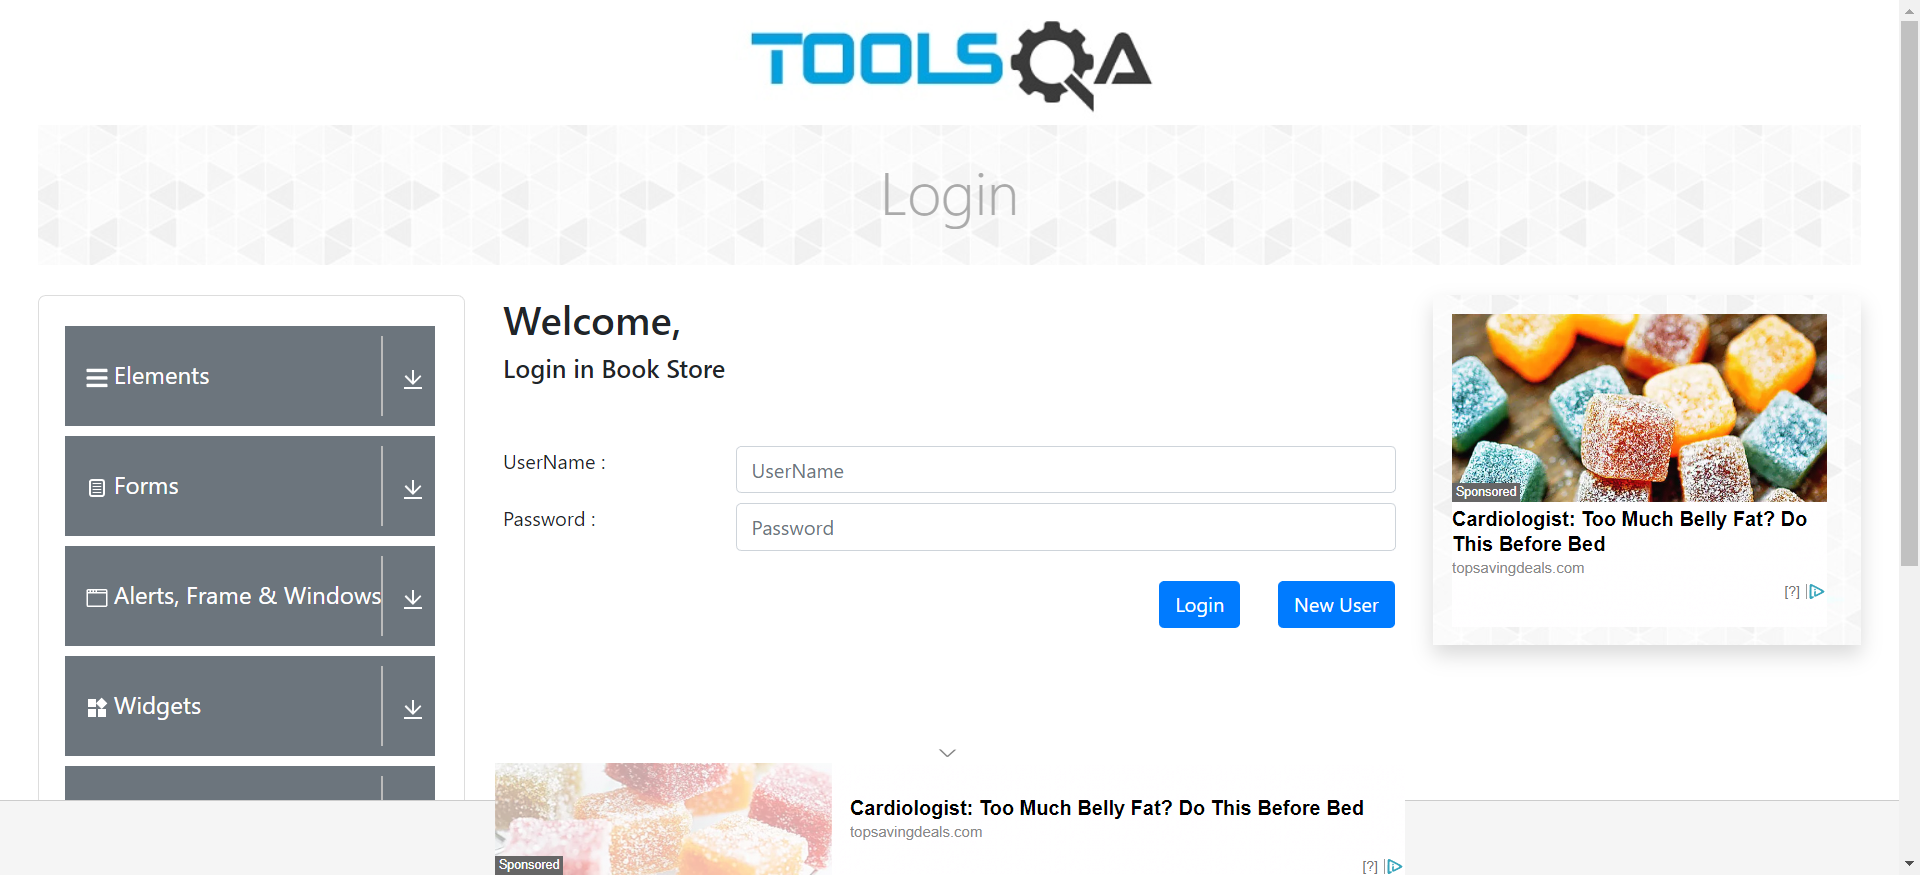 TOOLSQA
Login
Elements
Forms
Alerts, Frame & Windows
Widgets
Welcome,
Login in Book Store
UserName :
UserName
Password :
Password
Login
New User
Sponsored
Cardiologist: Too Much Belly Fat? Do
This Before Bed
topsavingdeals.com
[?]
Cardiologist: Too Much Belly Fat? Do This Before Bed
topsavingdeals.com
Sponsored
[?]